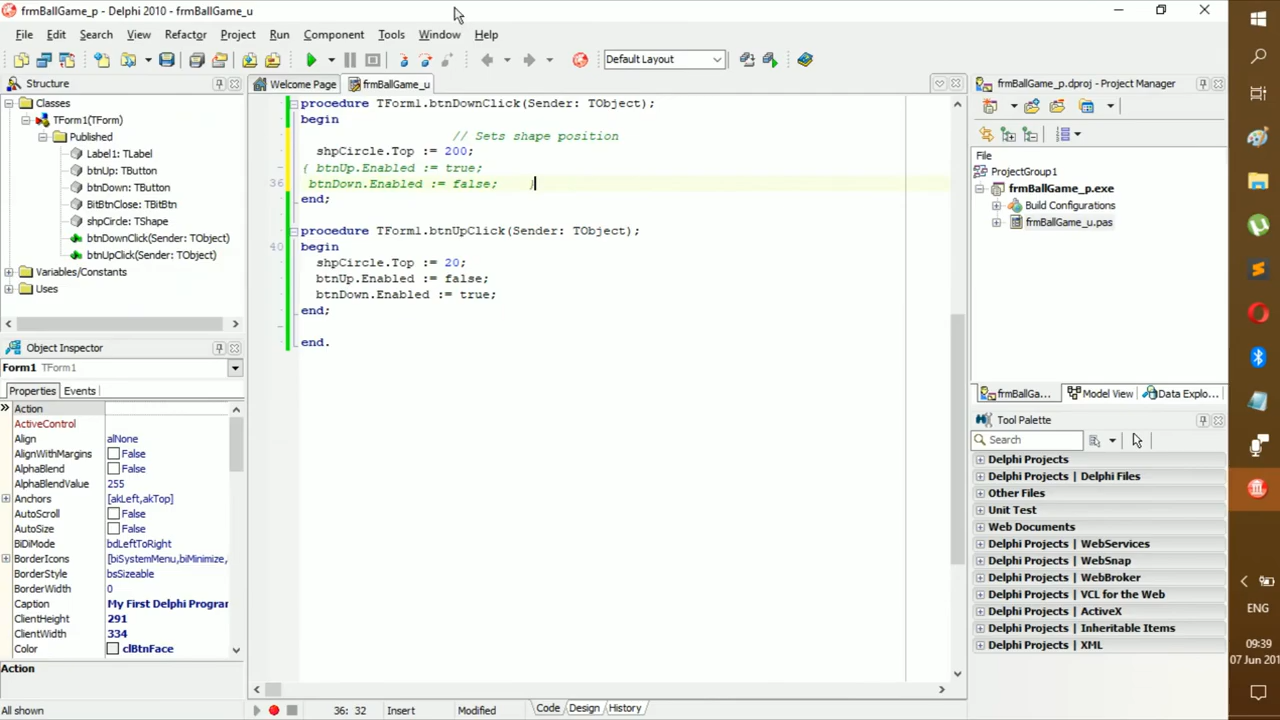 frmBallGame_p - Delphi 2010 - frmBallGame_u
File Edit Search View Refactor Project Run Component Tools Window Help
Default Layout
Structure
Classes
TForm1(TForm)
Published
Label1: TLabel
btnUp: TButton
btnDown: TButton
BitBtnClose: TBitBtn
shpCircle: TShape
btnDownClick(Sender: TObject)
btnUpClick(Sender: TObject)
Variables/Constants
Uses
Object Inspector
Form1 TForm1
Properties Events
Action
ActiveControl
Align alNone
AlignWithMargins False
AlphaBlend False
AlphaBlendValue 255
Anchors [akLeft,akTop]
AutoScroll False
AutoSize False
BiDiMode bdLeftToRight
BorderIcons [biSystemMenu,biMinimize,
BorderStyle bsSizeable
BorderWidth 0
Caption My First Delphi Progran
ClientHeight 291
ClientWidth 334
Color clBtnFace
Action
All shown
Welcome Page frmBallGame_u
procedure TForm1.btnDownClick(Sender: TObject);
begin
// Sets shape position
shpCircle.Top := 200;
{ btnUp.Enabled := true;
36 btnDown.Enabled := false; }
end;
procedure TForm1.btnUpClick(Sender: TObject);
40 begin
shpCircle.Top := 20;
btnUp.Enabled := false;
btnDown.Enabled := true;
end;
end.
36: 32 Insert Modified Code Design History
frmBallGame_p.dproj - Project Manager
File
ProjectGroup1
frmBallGame_p.exe
Build Configurations
frmBallGame_u.pas
frmBallGa... Model View Data Explo...
Tool Palette
Search
Delphi Projects
Delphi Projects | Delphi Files
Other Files
Unit Test
Web Documents
Delphi Projects | WebServices
Delphi Projects | WebSnap
Delphi Projects | WebBroker
VCL for the Web
Delphi Projects | ActiveX
Inheritable Items
Delphi Projects | XML
ENG
09:39
07 Jun 201